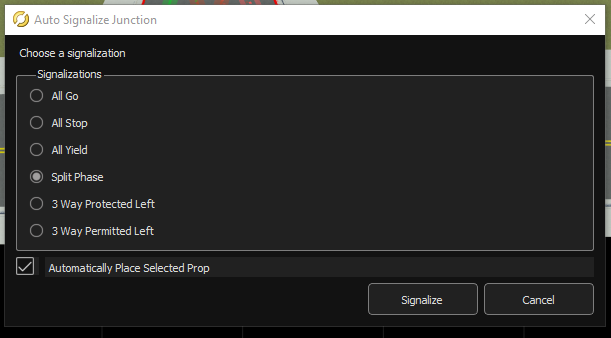 Auto Signalize Junction
Choose a signalization
Signalizations
All Go
All Stop
All Yield
Split Phase
3 Way Protected Left
3 Way Permitted Left
Automatically Place Selected Prop
Signalize
Cancel